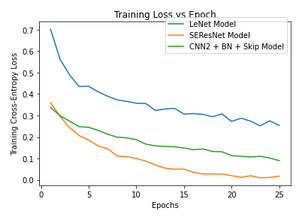 Training Loss vs Epoch
LeNet Model
SEResNet Model
CNN2 + BN + Skip Model
Training Cross-Entropy Loss
0.7
0.6
0.5
0.4
0.3
0.2
0.1
0.0
0
5
10
15
20
25
Epochs